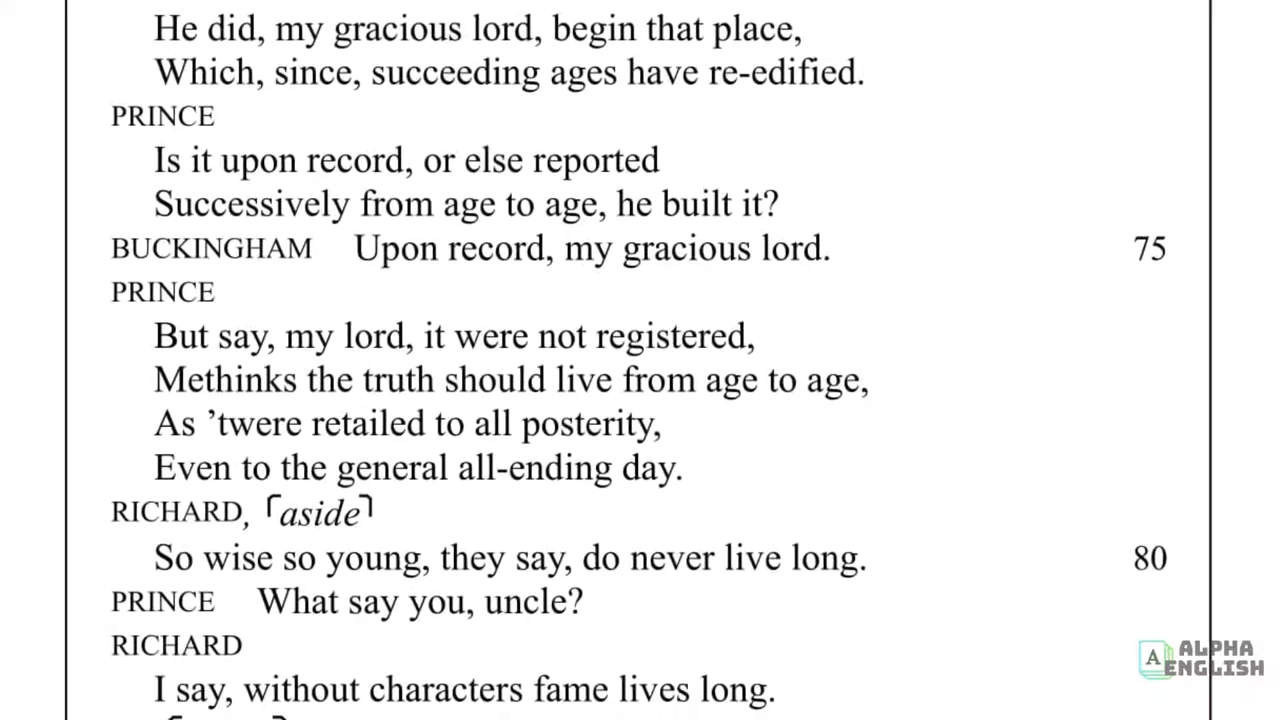 He did, my gracious lord, begin that place,
Which, since, succeeding ages have re-edified.
PRINCE
Is it upon record, or else reported
Successively from age to age, he built it?
BUCKINGHAM Upon record, my gracious lord. 75
PRINCE
But say, my lord, it were not registered,
Methinks the truth should live from age to age,
As ’twere retailed to all posterity,
Even to the general all-ending day.
RICHARD, ⌜aside⌝
So wise so young, they say, do never live long. 80
PRINCE What say you, uncle?
RICHARD
I say, without characters fame lives long.
A ALPHA
ENGLISH